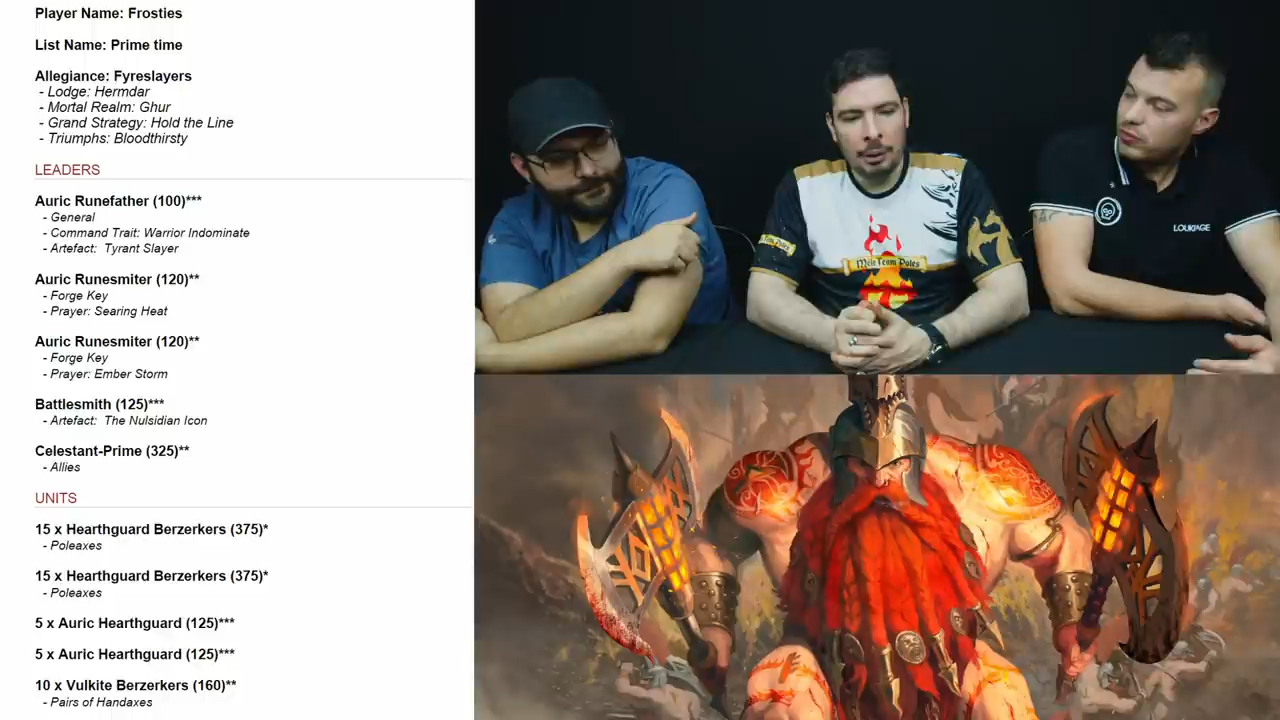 Player Name: Frosties
List Name: Prime time
Allegiance: Fyreslayers
- Lodge: Hermdar
- Mortal Realm: Ghur
- Grand Strategy: Hold the Line
- Triumphs: Bloodthirsty
LEADERS
Auric Runefather (100)***
- General
- Command Trait: Warrior Indominate
- Artefact: Tyrant Slayer
Auric Runesmiter (120)**
- Forge Key
- Prayer: Searing Heat
Auric Runesmiter (120)**
- Forge Key
- Prayer: Ember Storm
Battlesmith (125)***
- Artefact: The Nulsidian Icon
Celestant-Prime (325)**
- Allies
UNITS
15 x Hearthguard Berzerkers (375)*
- Poleaxes
15 x Hearthguard Berzerkers (375)*
- Poleaxes
5 x Auric Hearthguard (125)***
5 x Auric Hearthguard (125)***
10 x Vulkite Berzerkers (160)**
- Pairs of Handaxes